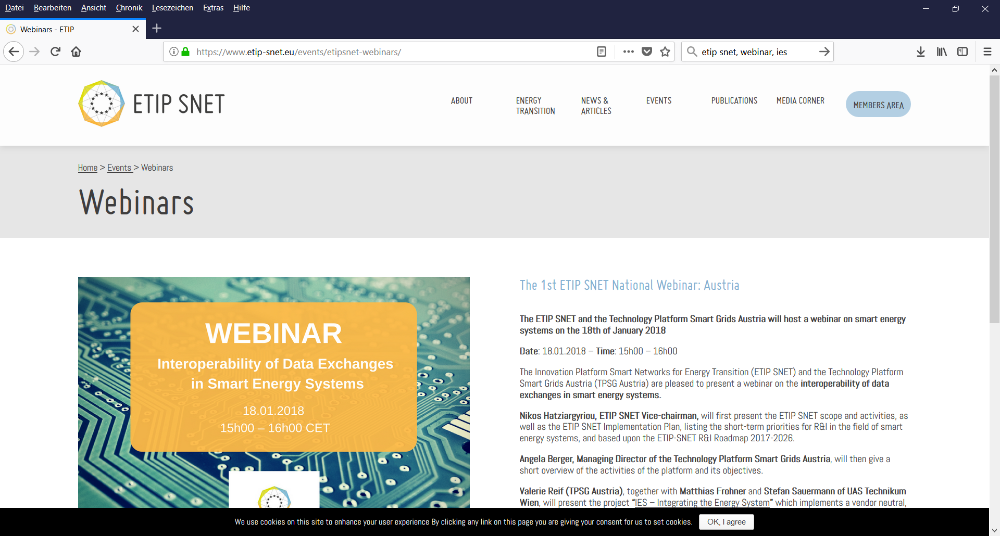 Datei Bearbeiten Ansicht Chronik Lesezeichen Extras Hilfe
Webinars - ETIP
https://www.etip-snet.eu/events/etipsnet-webinars/
etip snet, webinar, ies
ETIP SNET
ABOUT
ENERGY
TRANSITION
NEWS &
ARTICLES
EVENTS
PUBLICATIONS
MEDIA CORNER
MEMBERS AREA
Home > Events > Webinars
Webinars
WEBINAR
Interoperability of Data Exchanges
in Smart Energy Systems
18.01.2018
15h00 – 16h00 CET
The 1st ETIP SNET National Webinar: Austria
The ETIP SNET and the Technology Platform Smart Grids Austria will host a webinar on smart energy
systems on the 18th of January 2018
Date: 18.01.2018 – Time: 15h00 – 16h00
The Innovation Platform Smart Networks for Energy Transition (ETIP SNET) and the Technology Platform
Smart Grids Austria (TPSG Austria) are pleased to present a webinar on the interoperability of data
exchanges in smart energy systems.
Nikos Hatziargyriou, ETIP SNET Vice-chairman, will first present the ETIP SNET scope and activities, as
well as the ETIP SNET Implementation Plan, listing the short-term priorities for R&I in the field of smart
energy systems, and based upon the ETIP-SNET R&I Roadmap 2017-2026.
Angela Berger, Managing Director of the Technology Platform Smart Grids Austria, will then give a
short overview of the activities of the platform and its objectives.
Valerie Reif (TPSG Austria), together with Matthias Frohner and Stefan Sauermann of UAS Technikum
Wien, will present the project “IES – Integrating the Energy System” which implements a vendor neutral,
We use cookies on this site to enhance your user experience By clicking any link on this page you are giving your consent for us to set cookies.
OK, I agree